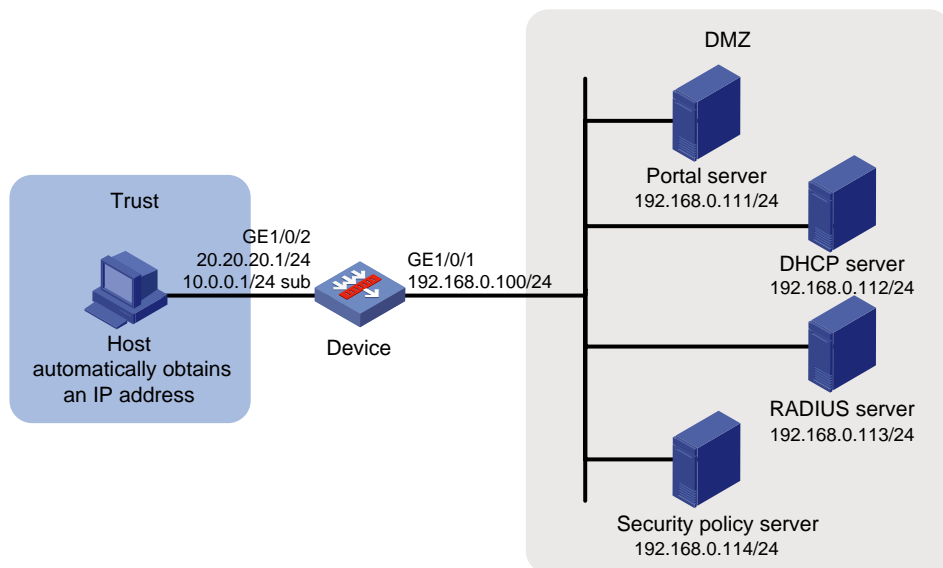 DMZ
Portal server
192.168.0.111/24
DHCP server
192.168.0.112/24
RADIUS server
192.168.0.113/24
Security policy server
192.168.0.114/24
Trust
GE1/0/2
20.20.20.1/24
10.0.0.1/24 sub
GE1/0/1
192.168.0.100/24
Host
automatically obtains
an IP address
Device